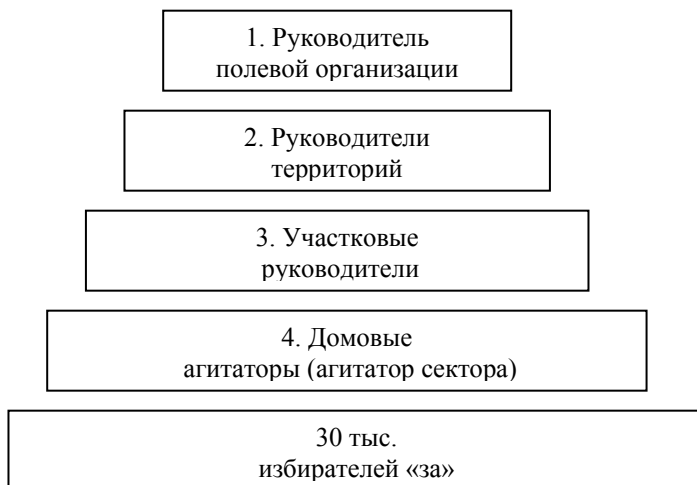 1. Руководитель
полевой организации
2. Руководители
территорий
3. Участковые
руководители
4. Домовые
агитаторы (агитатор сектора)
30 тыс.
избирателей «за»